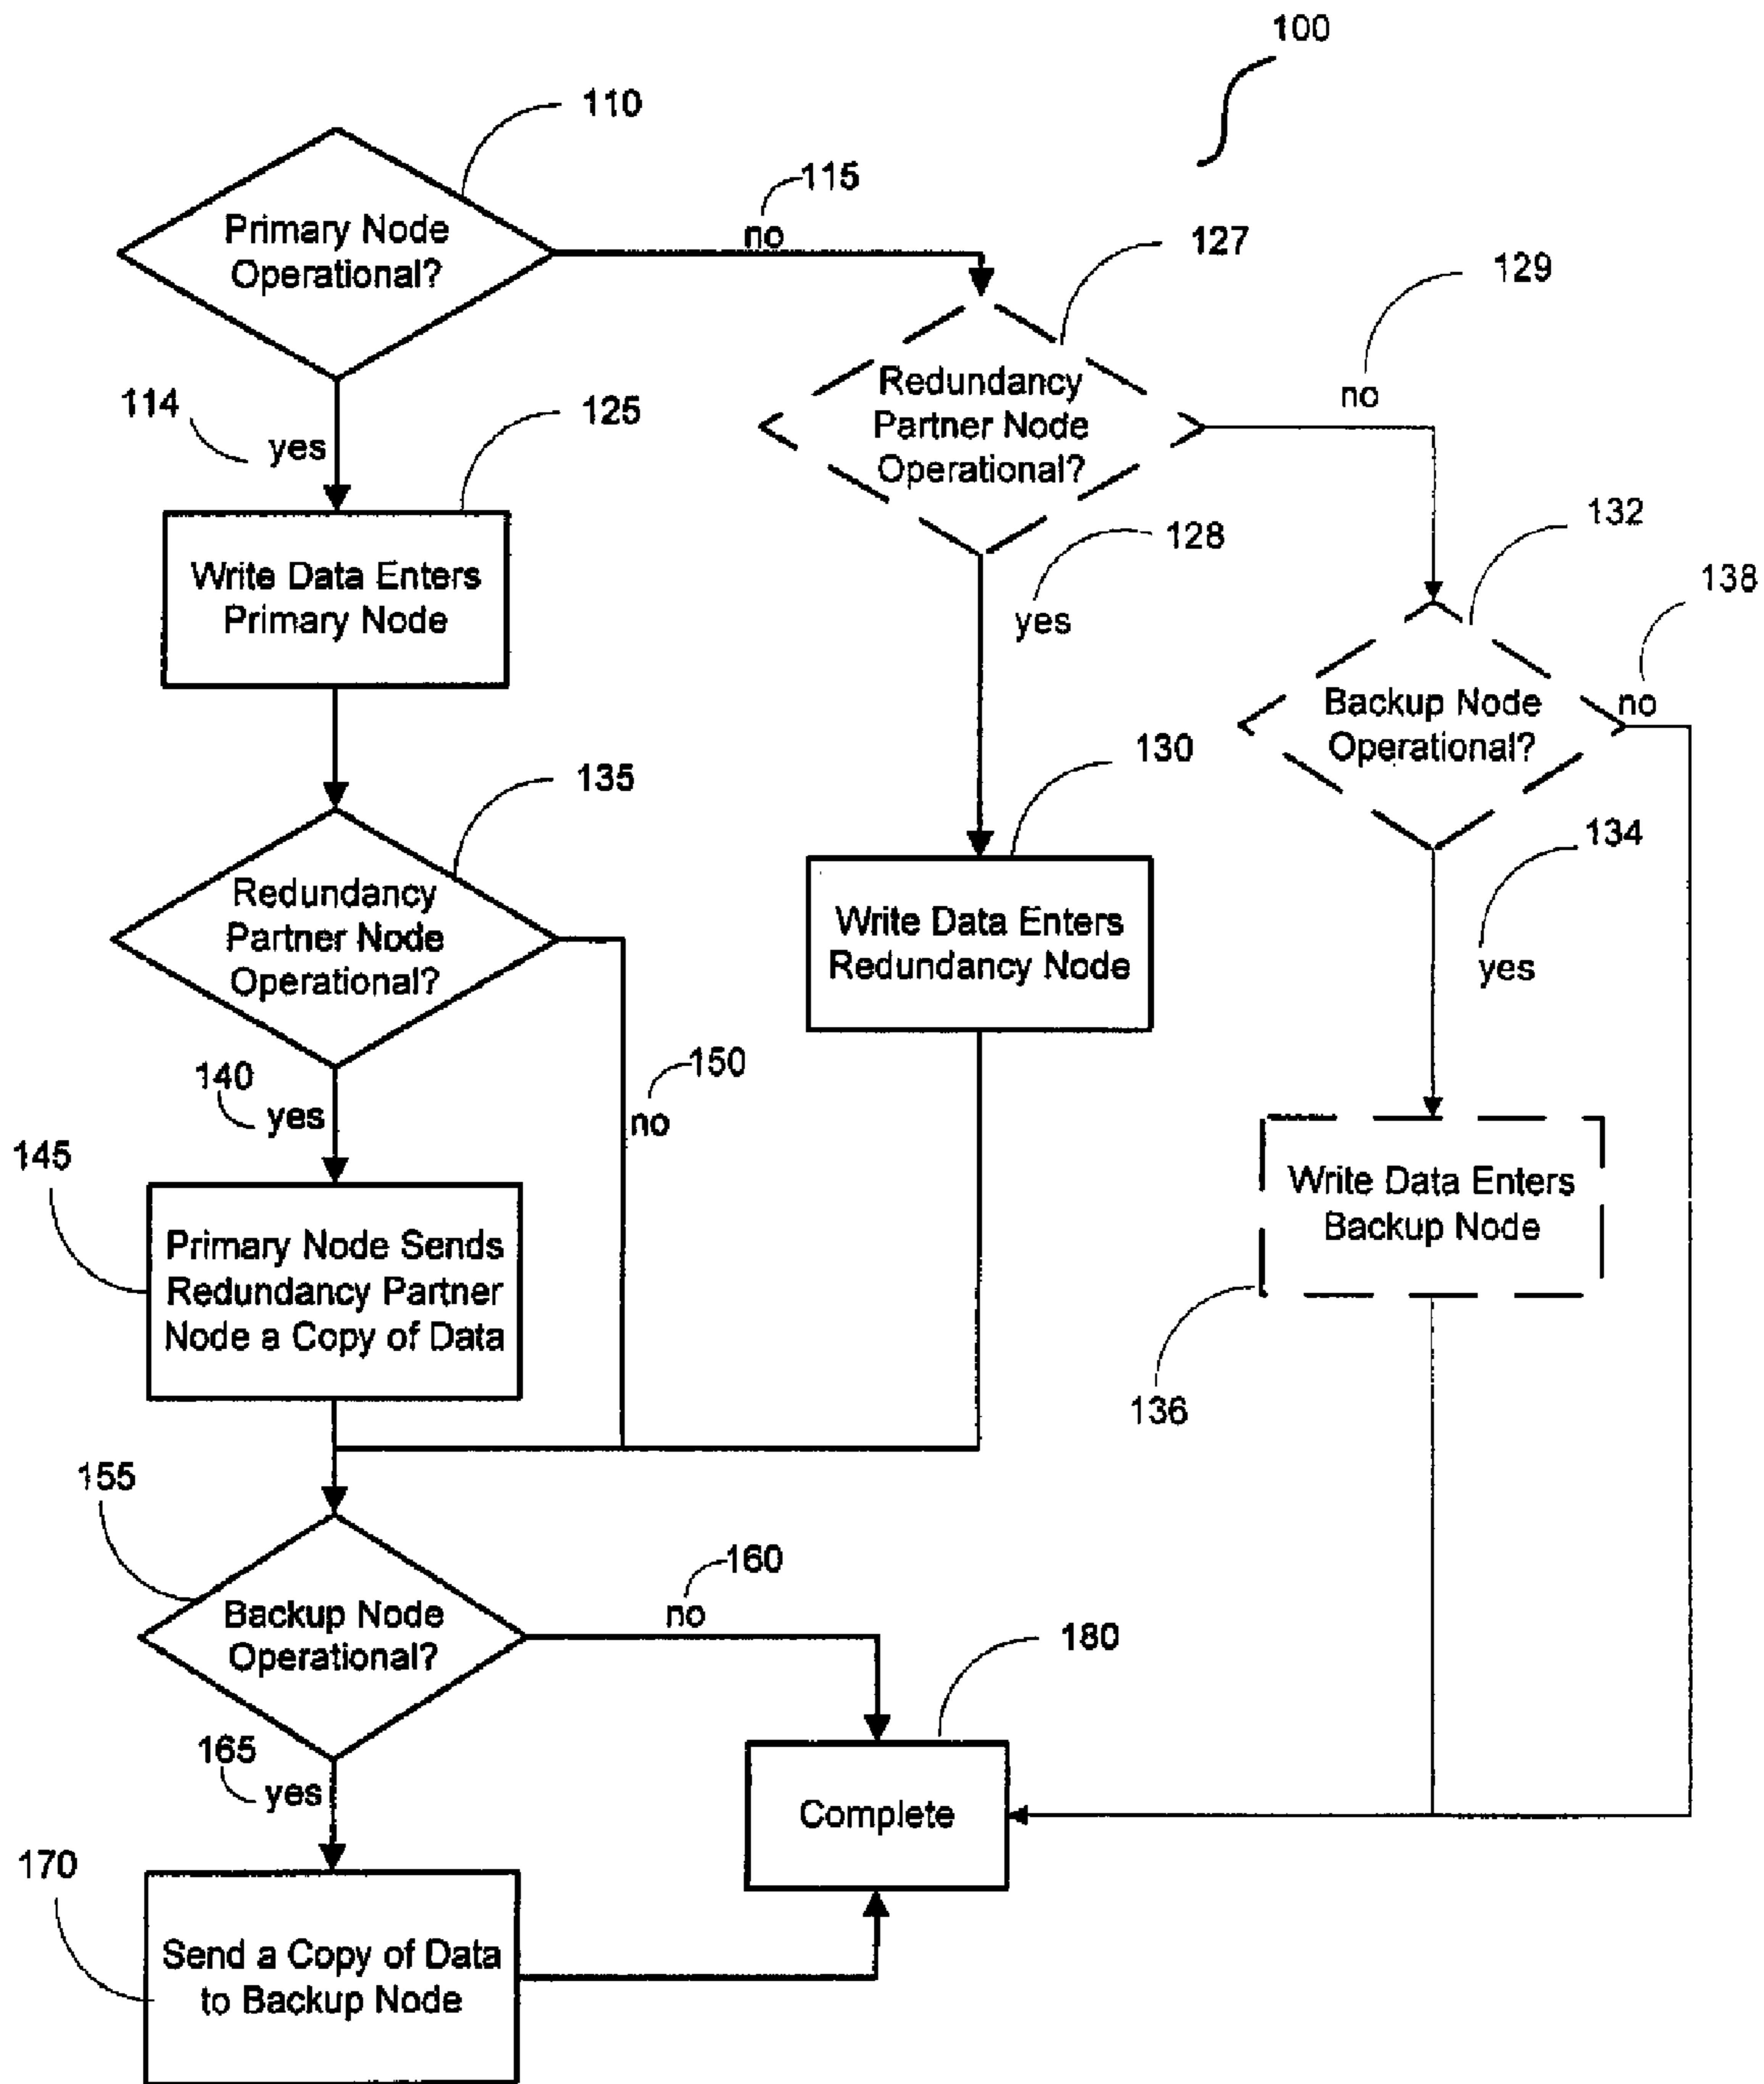 100
110
Primary Node
Operational?
115
no
127
129
no
Redundancy
Partner Node
Operational?
114
yes
125
128
yes
132
138
no
Write Data Enters
Primary Node
Backup Node
Operational?
130
134
yes
135
Redundancy
Partner Node
Operational?
Write Data Enters
Redundancy Node
140
yes
150
no
145
Primary Node Sends
Redundancy Partner
Node a Copy of Data
Write Data Enters
Backup Node
136
155
Backup Node
Operational?
160
no
180
165
yes
Complete
170
Send a Copy of Data
to Backup Node